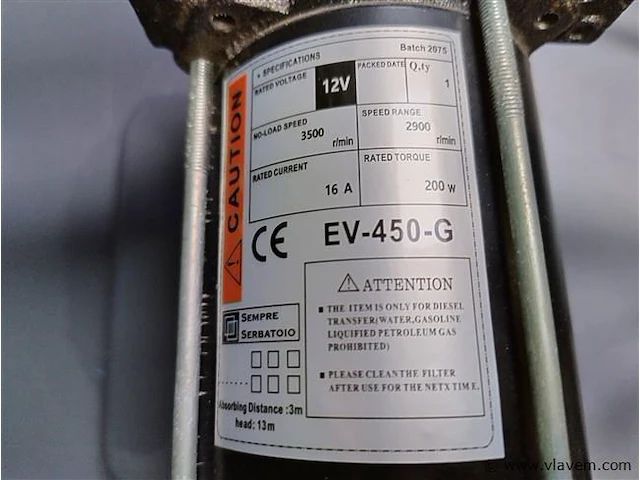 Batch 2075
• SPECIFICATIONS
RATED VOLTAGE
12V
PACKED DATE
Q,ty
1
NO-LOAD SPEED
3500
r/min
SPEED RANGE
2900
r/min
RATED CURRENT
16 A
RATED TORQUE
200 w
⚠ CAUTION ⚠
CE EV-450-G
⚠ ATTENTION
■ THE ITEM IS ONLY FOR DIESEL
TRANSFER(WATER,GASOLINE
LIQUIFIED PETROLEUM GAS
PROHIBITED)
■ PLEASE CLEAN THE FILTER
AFTER USE FOR THE NETX TIME.
SEMPRE
SERBATOIO
Absorbing Distance :3m
head: 13m
© www.vlavem.com